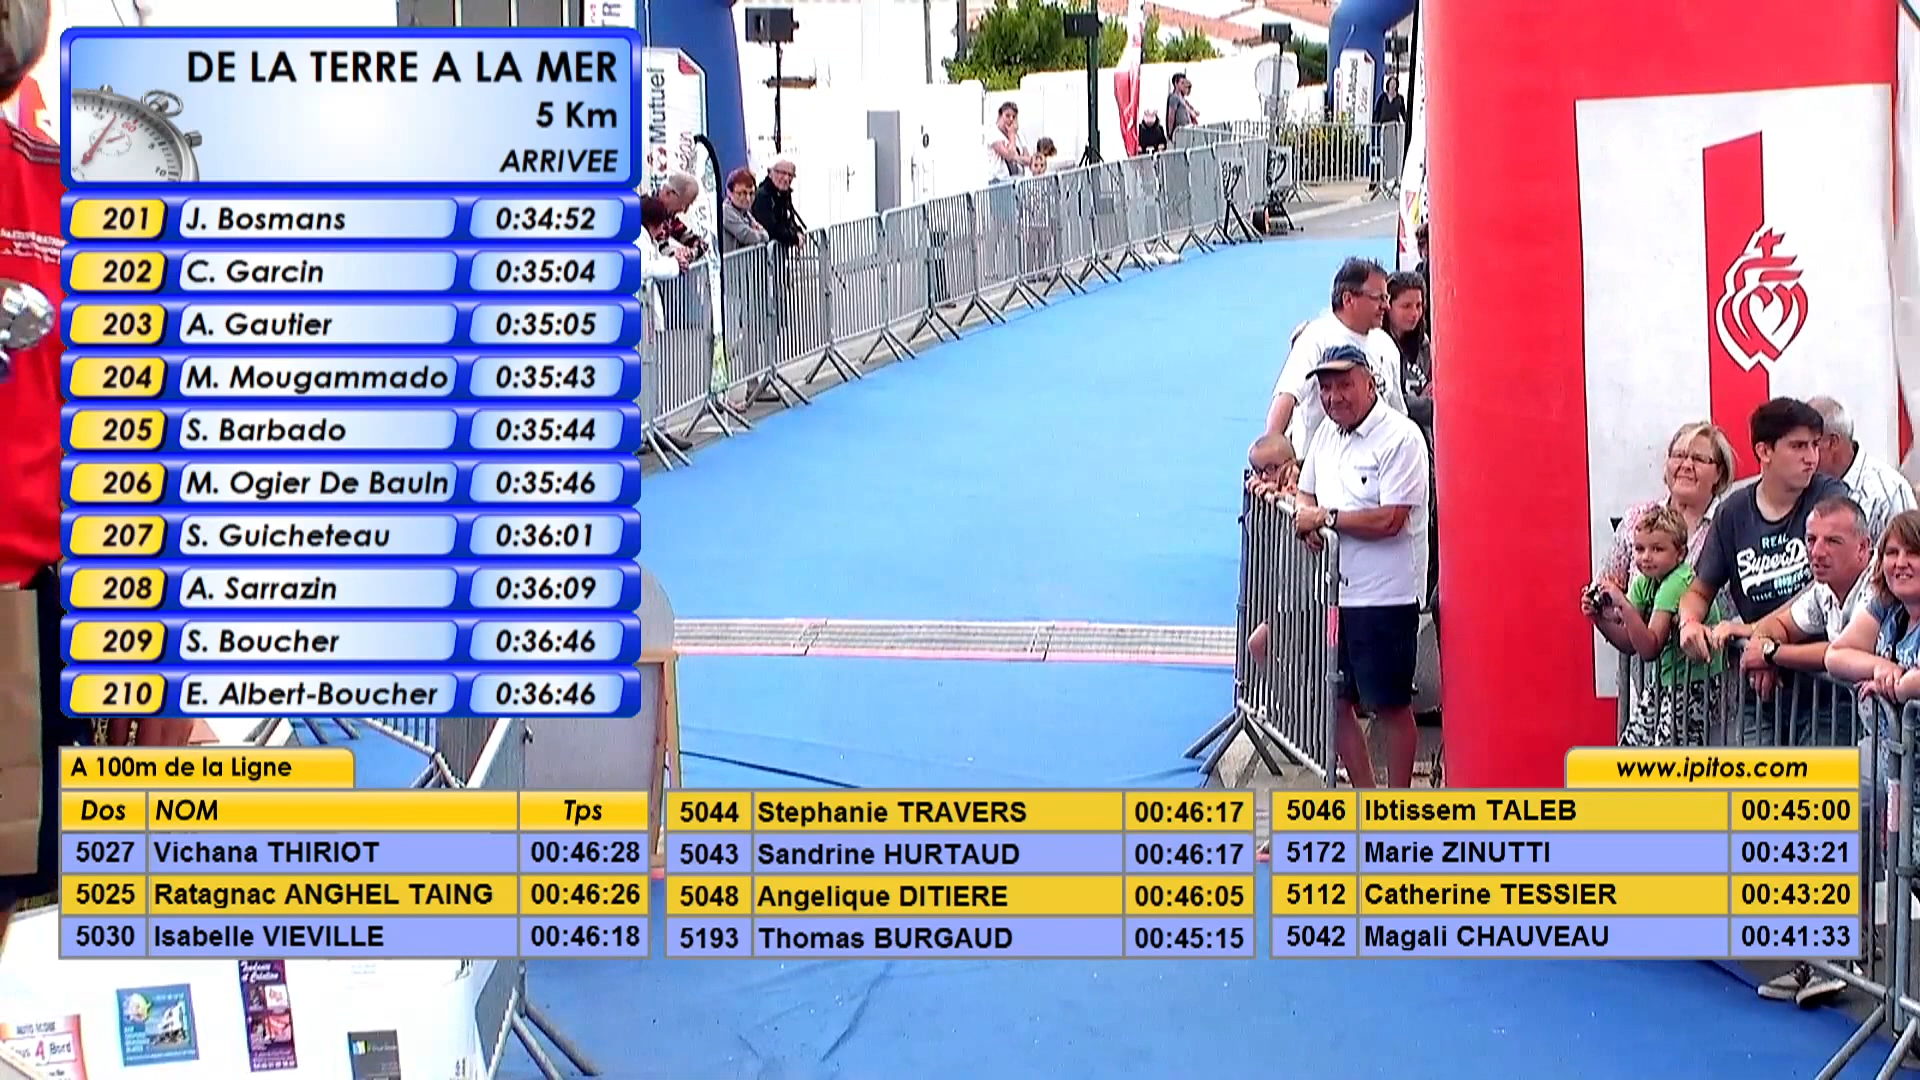 DE LA TERRE A LA MER
5 Km
ARRIVEE
201 J. Bosmans 0:34:52
202 C. Garcin 0:35:04
203 A. Gautier 0:35:05
204 M. Mougammado 0:35:43
205 S. Barbado 0:35:44
206 M. Ogier De Bauln 0:35:46
207 S. Guicheteau 0:36:01
208 A. Sarrazin 0:36:09
209 S. Boucher 0:36:46
210 E. Albert-Boucher 0:36:46
Mutuel
REAL
SuperD
A 100m de la Ligne
www.ipitos.com
Dos NOM Tps
5027 Vichana THIRIOT 00:46:28
5025 Ratagnac ANGHEL TAING 00:46:26
5030 Isabelle VIEVILLE 00:46:18
5044 Stephanie TRAVERS 00:46:17
5043 Sandrine HURTAUD 00:46:17
5048 Angelique DITIERE 00:46:05
5193 Thomas BURGAUD 00:45:15
5046 Ibtissem TALEB 00:45:00
5172 Marie ZINUTTI 00:43:21
5112 Catherine TESSIER 00:43:20
5042 Magali CHAUVEAU 00:41:33
4 Bord